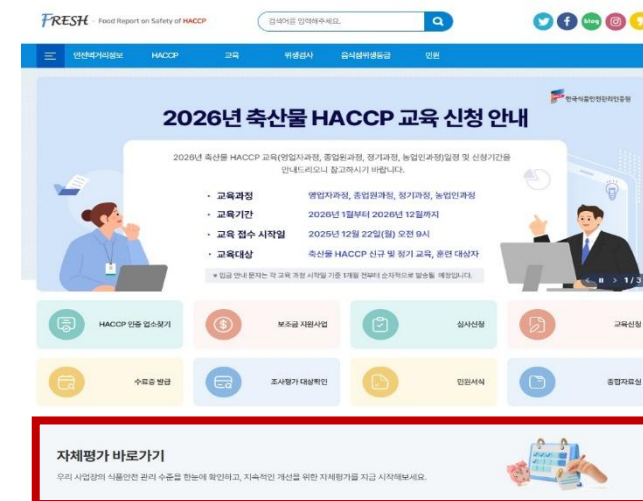 FRESH Food Report on Safety of HACCP
검색어를 입력해주세요.
blog
안전먹거리정보 HACCP 교육 위생검사 음식점위생등급 민원
한국식품안전관리인증원
2026년 축산물 HACCP 교육 신청 안내
2026년 축산물 HACCP 교육(영업자과정, 종업원과정, 정기과정, 농업인과정)일정 및 신청기간을
안내드리오니 참고하시기 바랍니다.
· 교육과정 영업자과정, 종업원과정, 정기과정, 농업인과정
· 교육기간 2026년 1월부터 2026년 12월까지
· 교육 접수 시작일 2025년 12월 22일(월) 오전 9시
· 교육대상 축산물 HACCP 신규 및 정기 교육, 훈련 대상자
* 입금 안내 문자는 각 교육 과정 시작일 기준 1개월 전부터 순차적으로 발송될 예정입니다.
1/3
HACCP 인증 업소찾기 보조금 지원사업 심사신청 교육신청
수료증 발급 조사평가 대상확인 민원서식 종합자료실
자체평가 바로가기
우리 사업장의 식품안전 관리 수준을 한눈에 확인하고, 지속적인 개선을 위한 자체평가를 지금 시작해보세요.